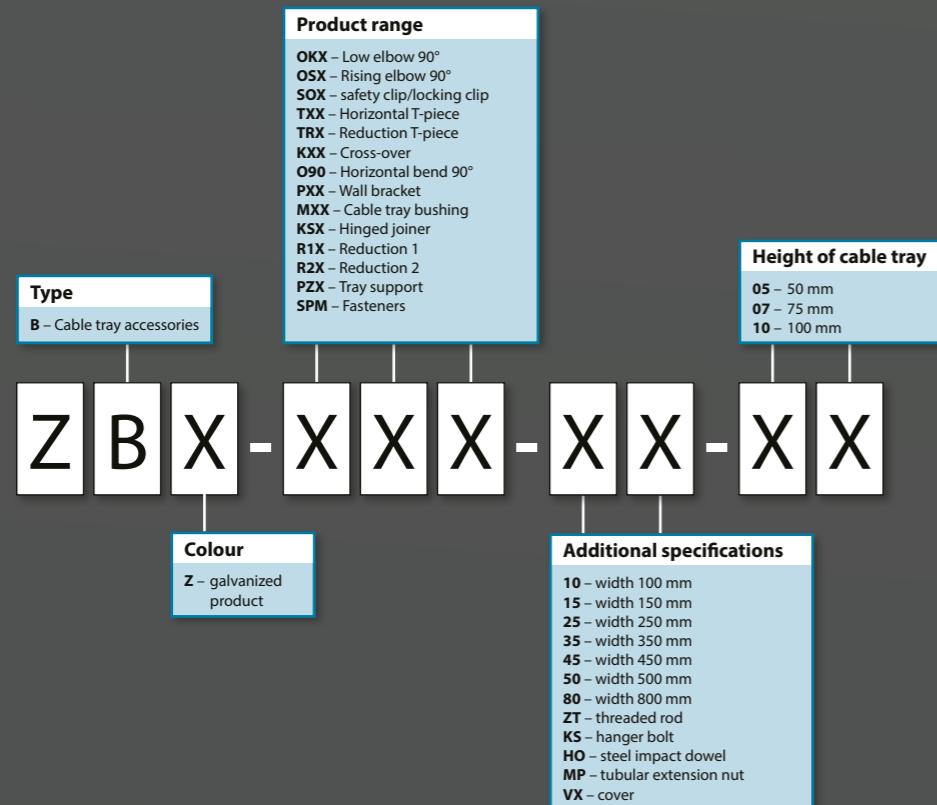 Product range
OKX – Low elbow 90°
OSX – Rising elbow 90°
SOX – safety clip/locking clip
TXX – Horizontal T-piece
TRX – Reduction T-piece
KXX – Cross-over
O90 – Horizontal bend 90°
PXX – Wall bracket
MXX – Cable tray bushing
KSX – Hinged joiner
R1X – Reduction 1
R2X – Reduction 2
PZX – Tray support
SPM – Fasteners
Type
B – Cable tray accessories
Height of cable tray
05 – 50 mm
07 – 75 mm
10 – 100 mm
Z B X - X X X - X X - X X
Colour
Z – galvanized
product
Additional specifications
10 – width 100 mm
15 – width 150 mm
25 – width 250 mm
35 – width 350 mm
45 – width 450 mm
50 – width 500 mm
80 – width 800 mm
ZT – threaded rod
KS – hanger bolt
HO – steel impact dowel
MP – tubular extension nut
VX – cover